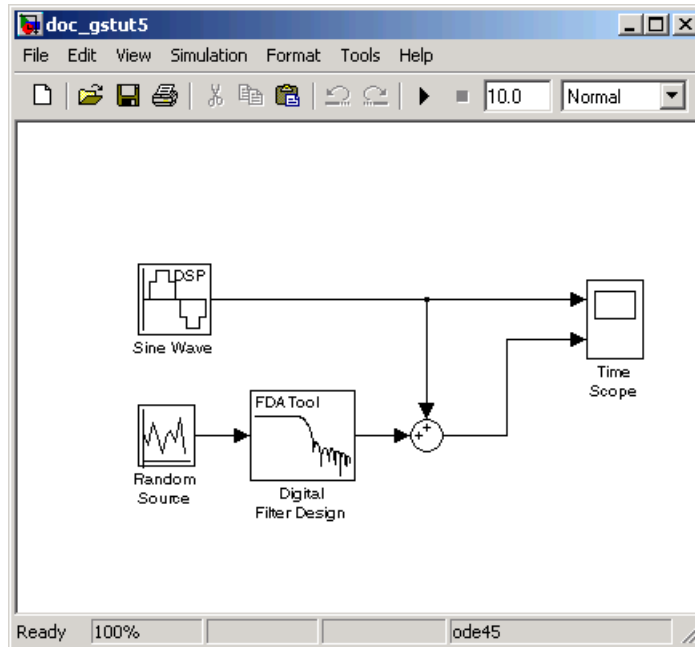 doc_gstut5
File Edit View Simulation Format Tools Help
10.0 Normal
DSP
Sine Wave
Time
Scope
FDATool
+ +
Random
Source
Digital
Filter Design
Ready 100% ode45